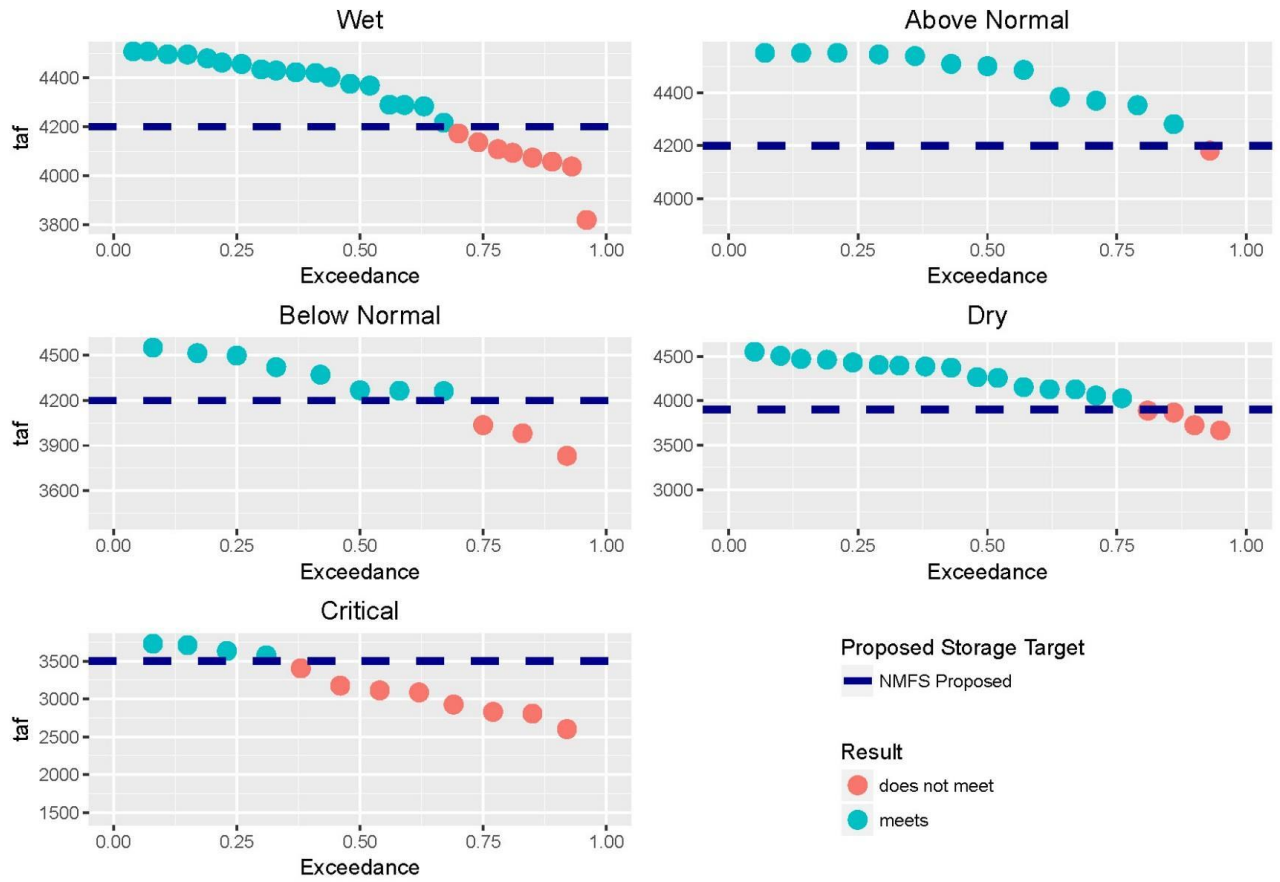 Wet
taf
4400
4200
4000
3800
0.00 0.25 0.50 0.75 1.00
Exceedance
Above Normal
4400
4200
4000
0.00 0.25 0.50 0.75 1.00
Exceedance
Below Normal
taf
4500
4200
3900
3600
0.00 0.25 0.50 0.75 1.00
Exceedance
Dry
4500
4000
3500
3000
0.00 0.25 0.50 0.75 1.00
Exceedance
Critical
taf
3500
3000
2500
2000
1500
0.00 0.25 0.50 0.75 1.00
Exceedance
Proposed Storage Target
NMFS Proposed
Result
does not meet
meets